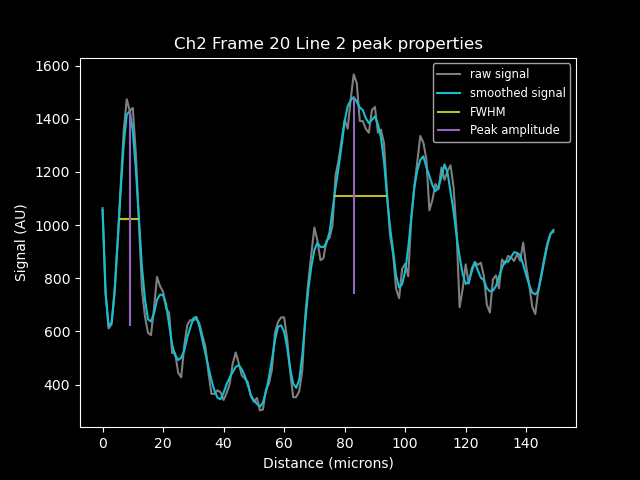 Ch2 Frame 20 Line 2 peak properties
raw signal
smoothed signal
FWHM
Peak amplitude
1600
1400
1200
1000
800
600
400
Signal (AU)
0 20 40 60 80 100 120 140
Distance (microns)